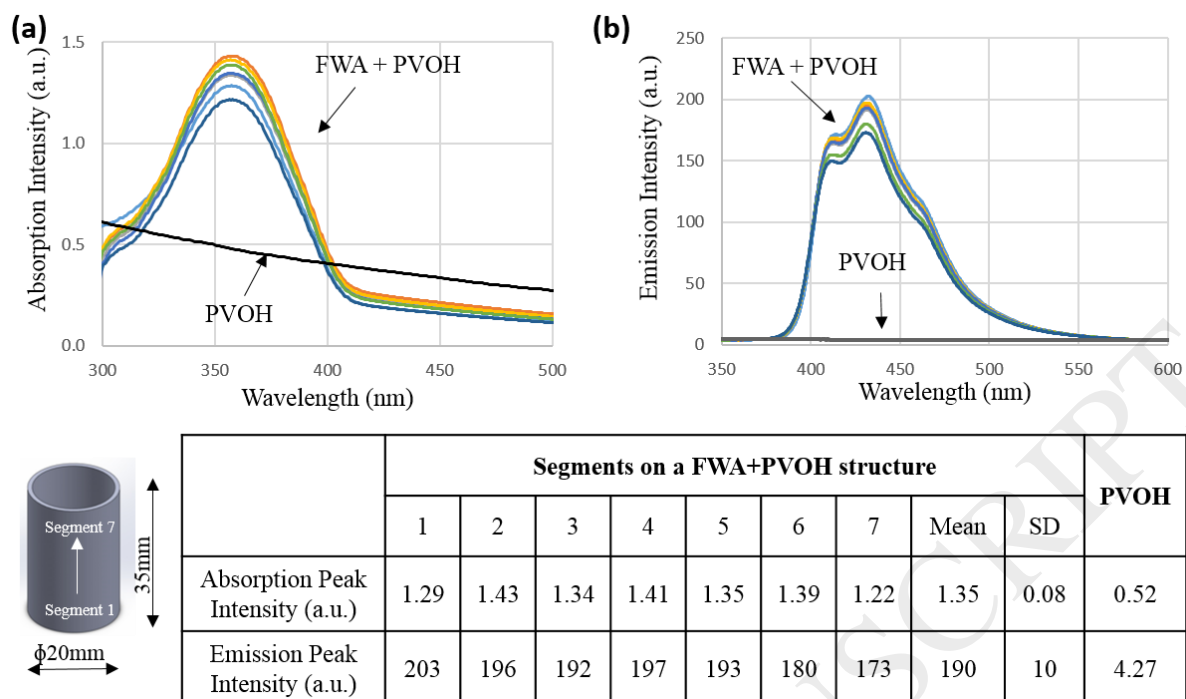 (a)
1.5
1.0
0.5
0.0
Absorption Intensity (a.u.)
FWA + PVOH
PVOH
300 350 400 450 500
Wavelength (nm)
(b)
250
200
150
100
50
0
Emission Intensity (a.u.)
FWA + PVOH
PVOH
350 400 450 500 550 600
Wavelength (nm)
Segment 7
Segment 1
35mm
ϕ20mm
Segments on a FWA+PVOH structure PVOH
1 2 3 4 5 6 7 Mean SD
Absorption Peak
Intensity (a.u.) 1.29 1.43 1.34 1.41 1.35 1.39 1.22 1.35 0.08 0.52
Emission Peak
Intensity (a.u.) 203 196 192 197 193 180 173 190 10 4.27